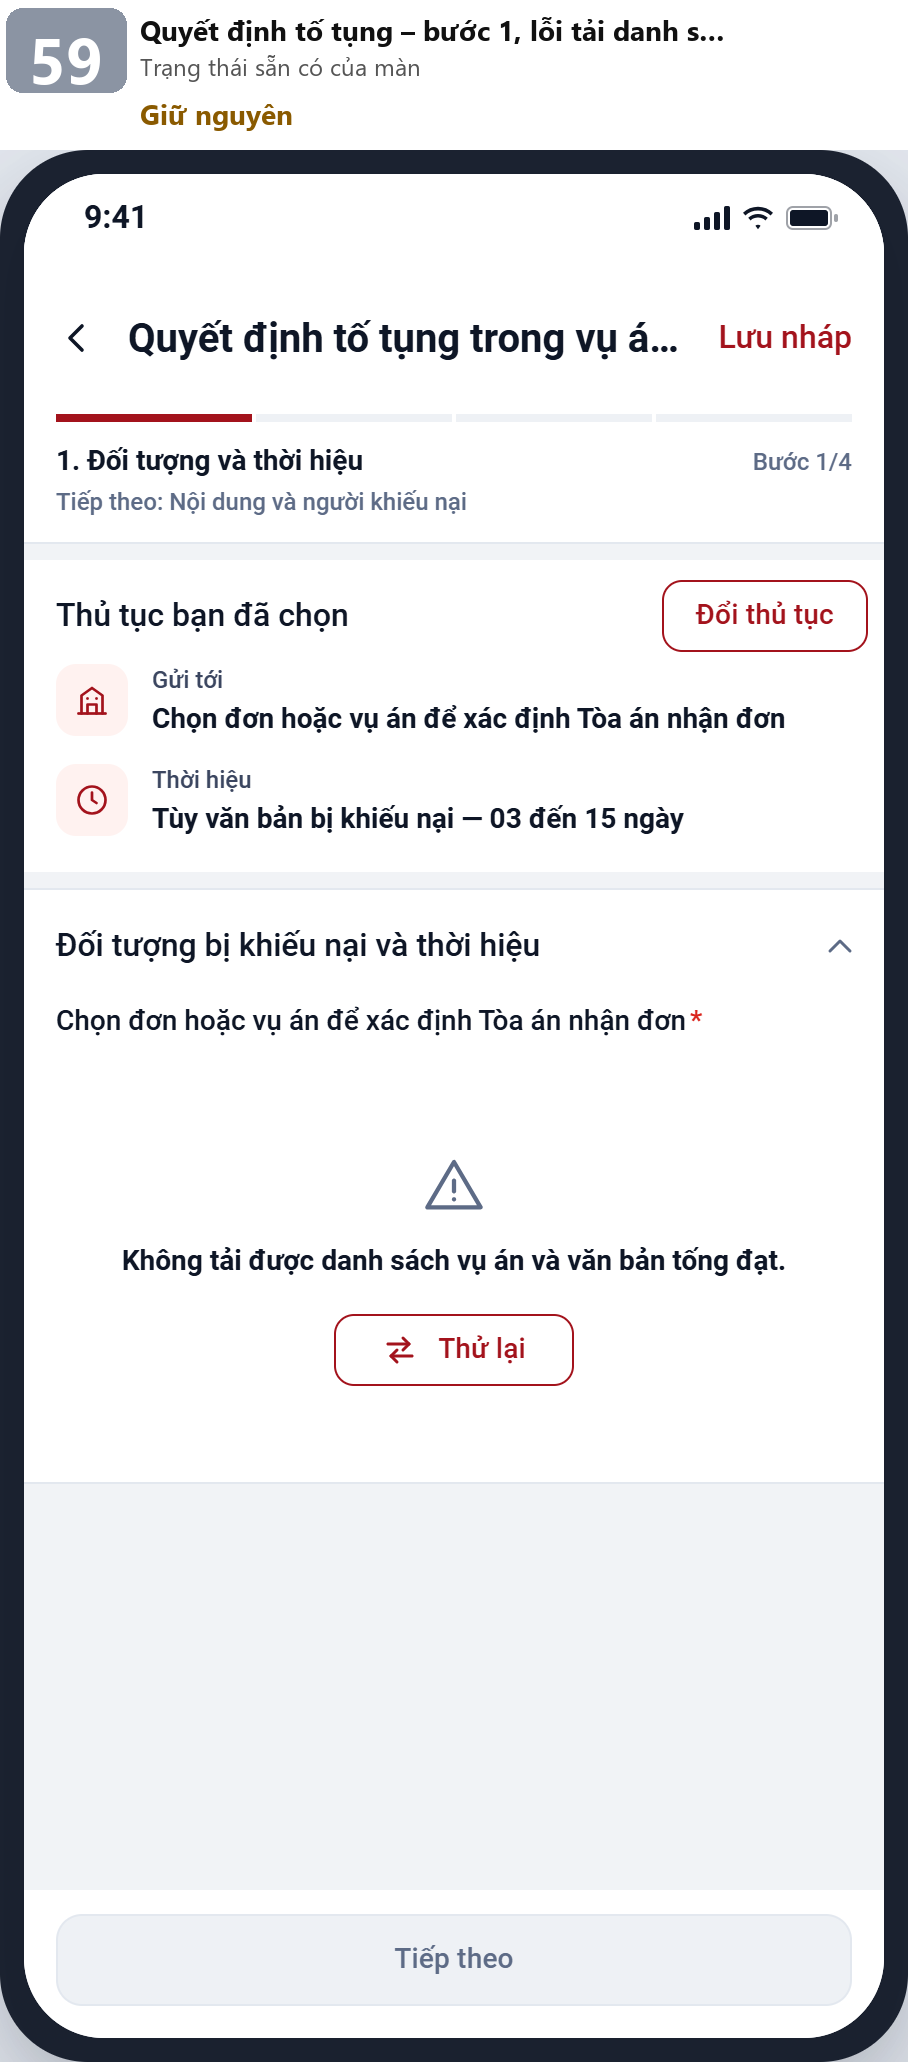 59
Quyết định tố tụng – bước 1, lỗi tải danh s...
Trạng thái sẵn có của màn
Giữ nguyên
9:41
Quyết định tố tụng trong vụ á...
Lưu nháp
1. Đối tượng và thời hiệu
Bước 1/4
Tiếp theo: Nội dung và người khiếu nại
Thủ tục bạn đã chọn
Đổi thủ tục
Gửi tới
Chọn đơn hoặc vụ án để xác định Tòa án nhận đơn
Thời hiệu
Tùy văn bản bị khiếu nại — 03 đến 15 ngày
Đối tượng bị khiếu nại và thời hiệu
Chọn đơn hoặc vụ án để xác định Tòa án nhận đơn *
Không tải được danh sách vụ án và văn bản tống đạt.
Thử lại
Tiếp theo